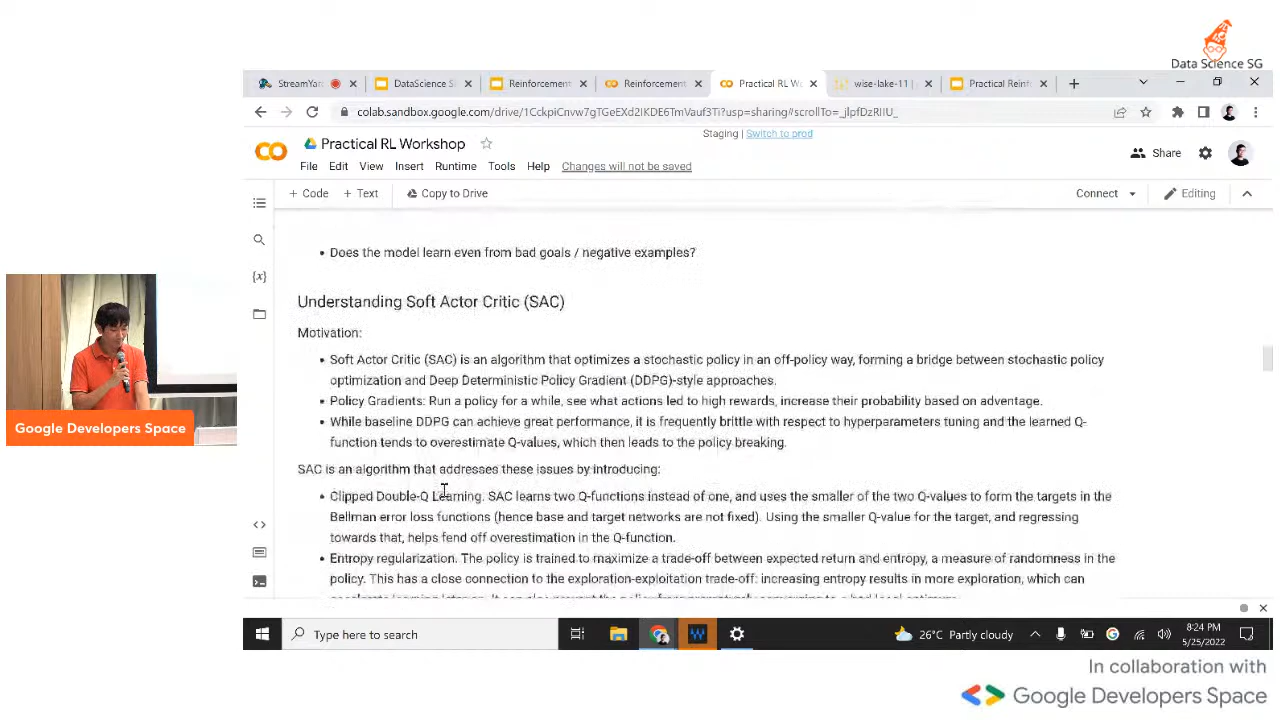 Data Science SG
StreamYar
DataScience S
Reinforcement
Reinforcement
Practical RL W
wise-lake-11 |
Practical Reinf
colab.sandbox.google.com/drive/1CckpiCnvw7gTGeEXd2IKDE6TmVauf3Ti?usp=sharing#scrollTo=_jlpfDzRIIU_
Practical RL Workshop
Staging | Switch to prod
File Edit View Insert Runtime Tools Help Changes will not be saved
Share
+ Code + Text Copy to Drive
Connect
Editing
• Does the model learn even from bad goals / negative examples?
Understanding Soft Actor Critic (SAC)
Motivation:
• Soft Actor Critic (SAC) is an algorithm that optimizes a stochastic policy in an off-policy way, forming a bridge between stochastic policy
optimization and Deep Deterministic Policy Gradient (DDPG)-style approaches.
• Policy Gradients: Run a policy for a while, see what actions led to high rewards, increase their probability based on advantage.
• While baseline DDPG can achieve great performance, it is frequently brittle with respect to hyperparameters tuning and the learned Q-
function tends to overestimate Q-values, which then leads to the policy breaking.
SAC is an algorithm that addresses these issues by introducing:
• Clipped Double-Q Learning. SAC learns two Q-functions instead of one, and uses the smaller of the two Q-values to form the targets in the
Bellman error loss functions (hence base and target networks are not fixed). Using the smaller Q-value for the target, and regressing
towards that, helps fend off overestimation in the Q-function.
• Entropy regularization. The policy is trained to maximize a trade-off between expected return and entropy, a measure of randomness in the
policy. This has a close connection to the exploration-exploitation trade-off: increasing entropy results in more exploration, which can
Google Developers Space
Type here to search
26°C Partly cloudy
8:24 PM
5/25/2022
In collaboration with
Google Developers Space